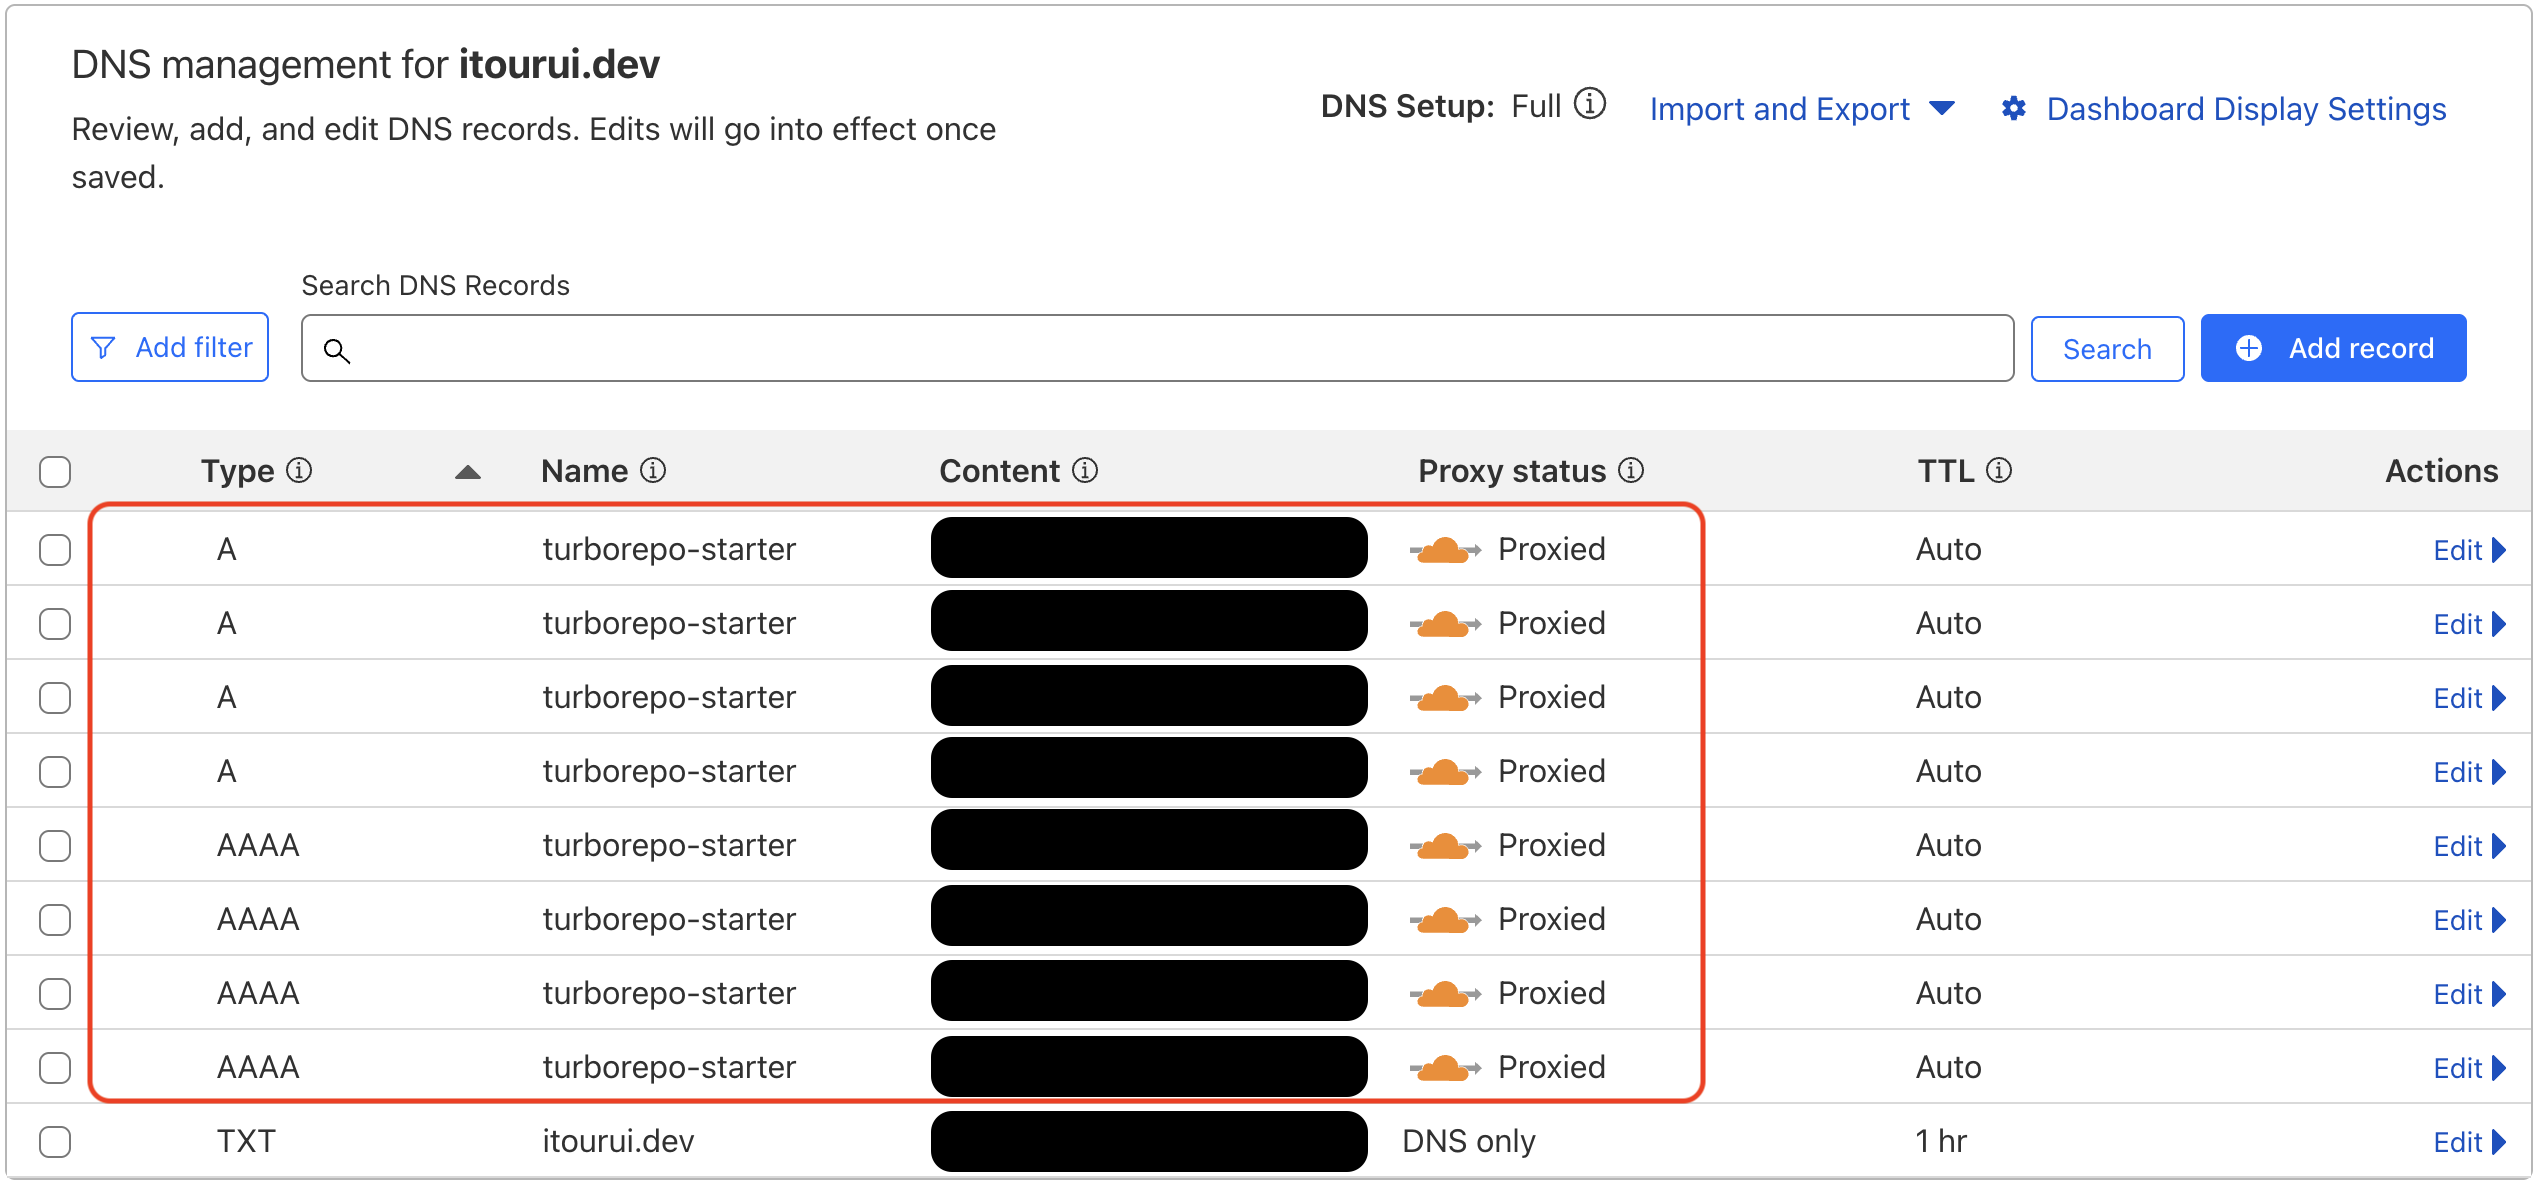 DNS management for itourui.dev
Review, add, and edit DNS records. Edits will go into effect once
saved.
DNS Setup: Full
Import and Export
Dashboard Display Settings
Search DNS Records
Add filter
Search
Add record
Type Name Content Proxy status TTL Actions
A turborepo-starter Proxied Auto Edit
A turborepo-starter Proxied Auto Edit
A turborepo-starter Proxied Auto Edit
A turborepo-starter Proxied Auto Edit
AAAA turborepo-starter Proxied Auto Edit
AAAA turborepo-starter Proxied Auto Edit
AAAA turborepo-starter Proxied Auto Edit
AAAA turborepo-starter Proxied Auto Edit
TXT itourui.dev DNS only 1 hr Edit